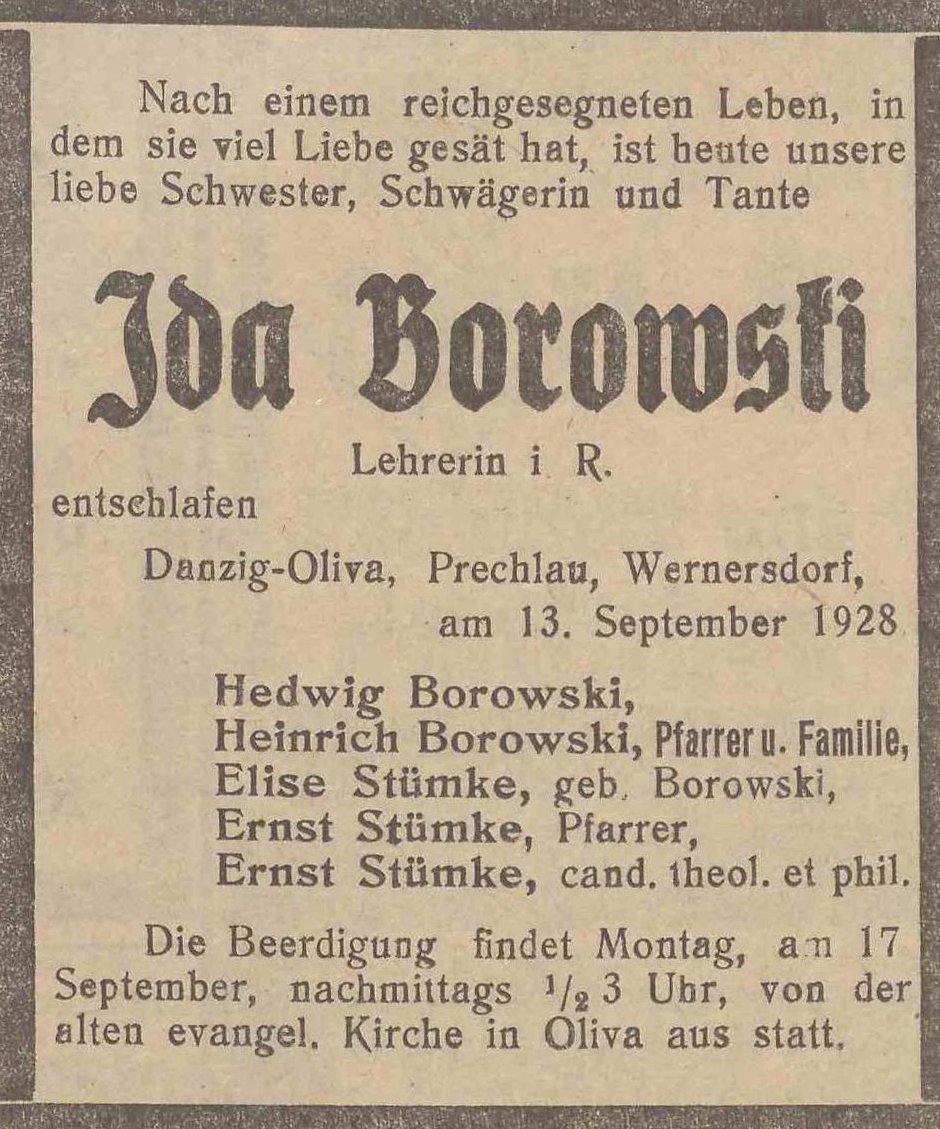 Nach einem reichgesegneten Leben, in
dem sie viel Liebe gesät hat, ist heute unsere
liebe Schwester, Schwägerin und Tante
Ida Borowski
Lehrerin i. R.
entschlafen
Danzig-Oliva, Prechlau, Wernersdorf,
am 13. September 1928.
Hedwig Borowski,
Heinrich Borowski, Pfarrer u. Familie,
Elise Stümke, geb. Borowski,
Ernst Stümke, Pfarrer,
Ernst Stümke, cand. theol. et phil.
Die Beerdigung findet Montag, am 17
September, nachmittags 1/2 3 Uhr, von der
alten evangel. Kirche in Oliva aus statt.